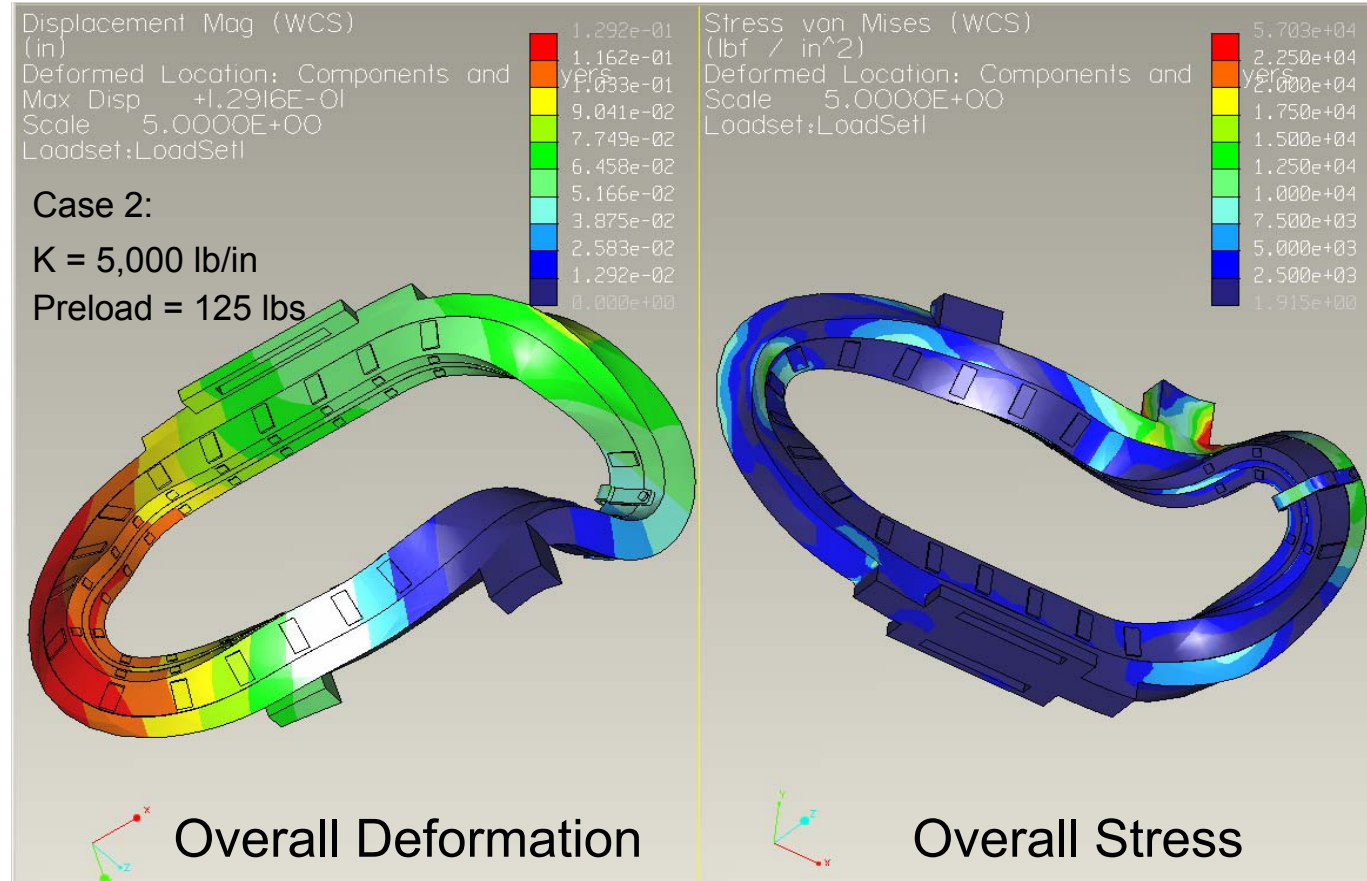 Displacement Mag (WCS)
(in)
Deformed Location: Components and
Max Disp +1.2916E-01
Scale 5.0000E+00
Loadset:LoadSet1
1.292e-01
1.162e-01
1.033e-01
9.041e-02
7.749e-02
6.458e-02
5.166e-02
3.875e-02
2.583e-02
1.292e-02
0.000e+00
Case 2:
K = 5,000 lb/in
Preload = 125 lbs
X
Z
Overall Deformation
Stress von Mises (WCS)
(lbf / in^2)
Deformed Location: Components and
Scale 5.0000E+00
Loadset:LoadSet1
5.703e+04
2.250e+04
2.000e+04
1.750e+04
1.500e+04
1.250e+04
1.000e+04
7.500e+03
5.000e+03
2.500e+03
1.915e+00
Y
Z
X
Overall Stress